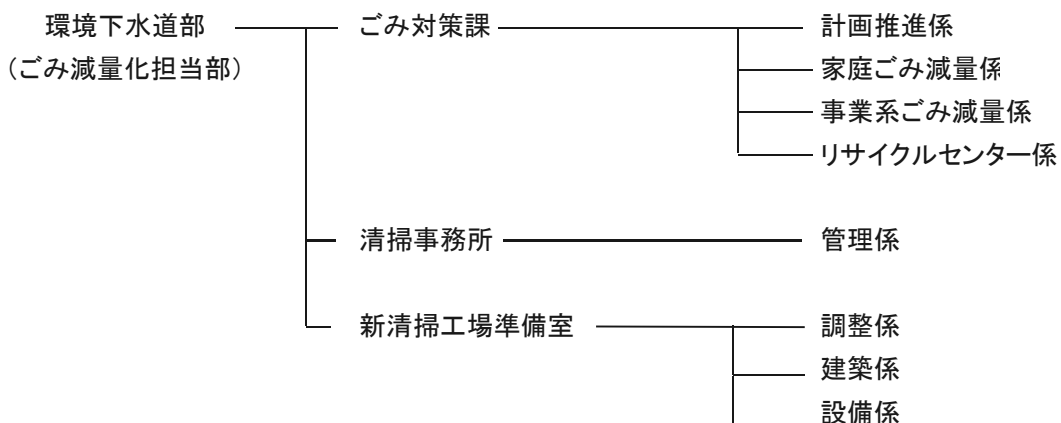 環境下水道部 ごみ対策課 計画推進係
(ごみ減量化担当部) 家庭ごみ減量係
事業系ごみ減量係
リサイクルセンター係
清掃事務所 管理係
新清掃工場準備室 調整係
建築係
設備係